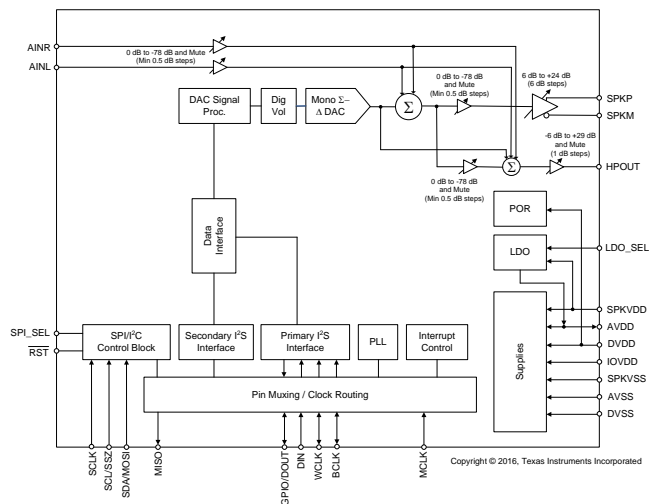 AINR
AINL
0 dB to -78 dB and Mute
(Min 0.5 dB steps)
DAC Signal
Proc.
Dig
Vol
Mono Σ–
Δ DAC
Σ
0 dB to -78 dB
and Mute
(Min 0.5 dB steps)
6 dB to +24 dB
(6 dB steps)
SPKP
SPKM
-6 dB to +29 dB
and Mute
(1 dB steps)
Σ
HPOUT
0 dB to -78 dB
and Mute
(Min 0.5 dB steps)
Data
Interface
POR
LDO
LDO_SEL
Supplies
SPKVDD
AVDD
DVDD
IOVDD
SPKVSS
AVSS
DVSS
SPI_SEL
RST
SPI/I²C
Control Block
Secondary I²S
Interface
Primary I²S
Interface
PLL
Interrupt
Control
Pin Muxing / Clock Routing
SCLK
SCL/SSZ
SDA/MOSI
MISO
GPIO/DOUT
DIN
WCLK
BCLK
MCLK
Copyright © 2016, Texas Instruments Incorporated